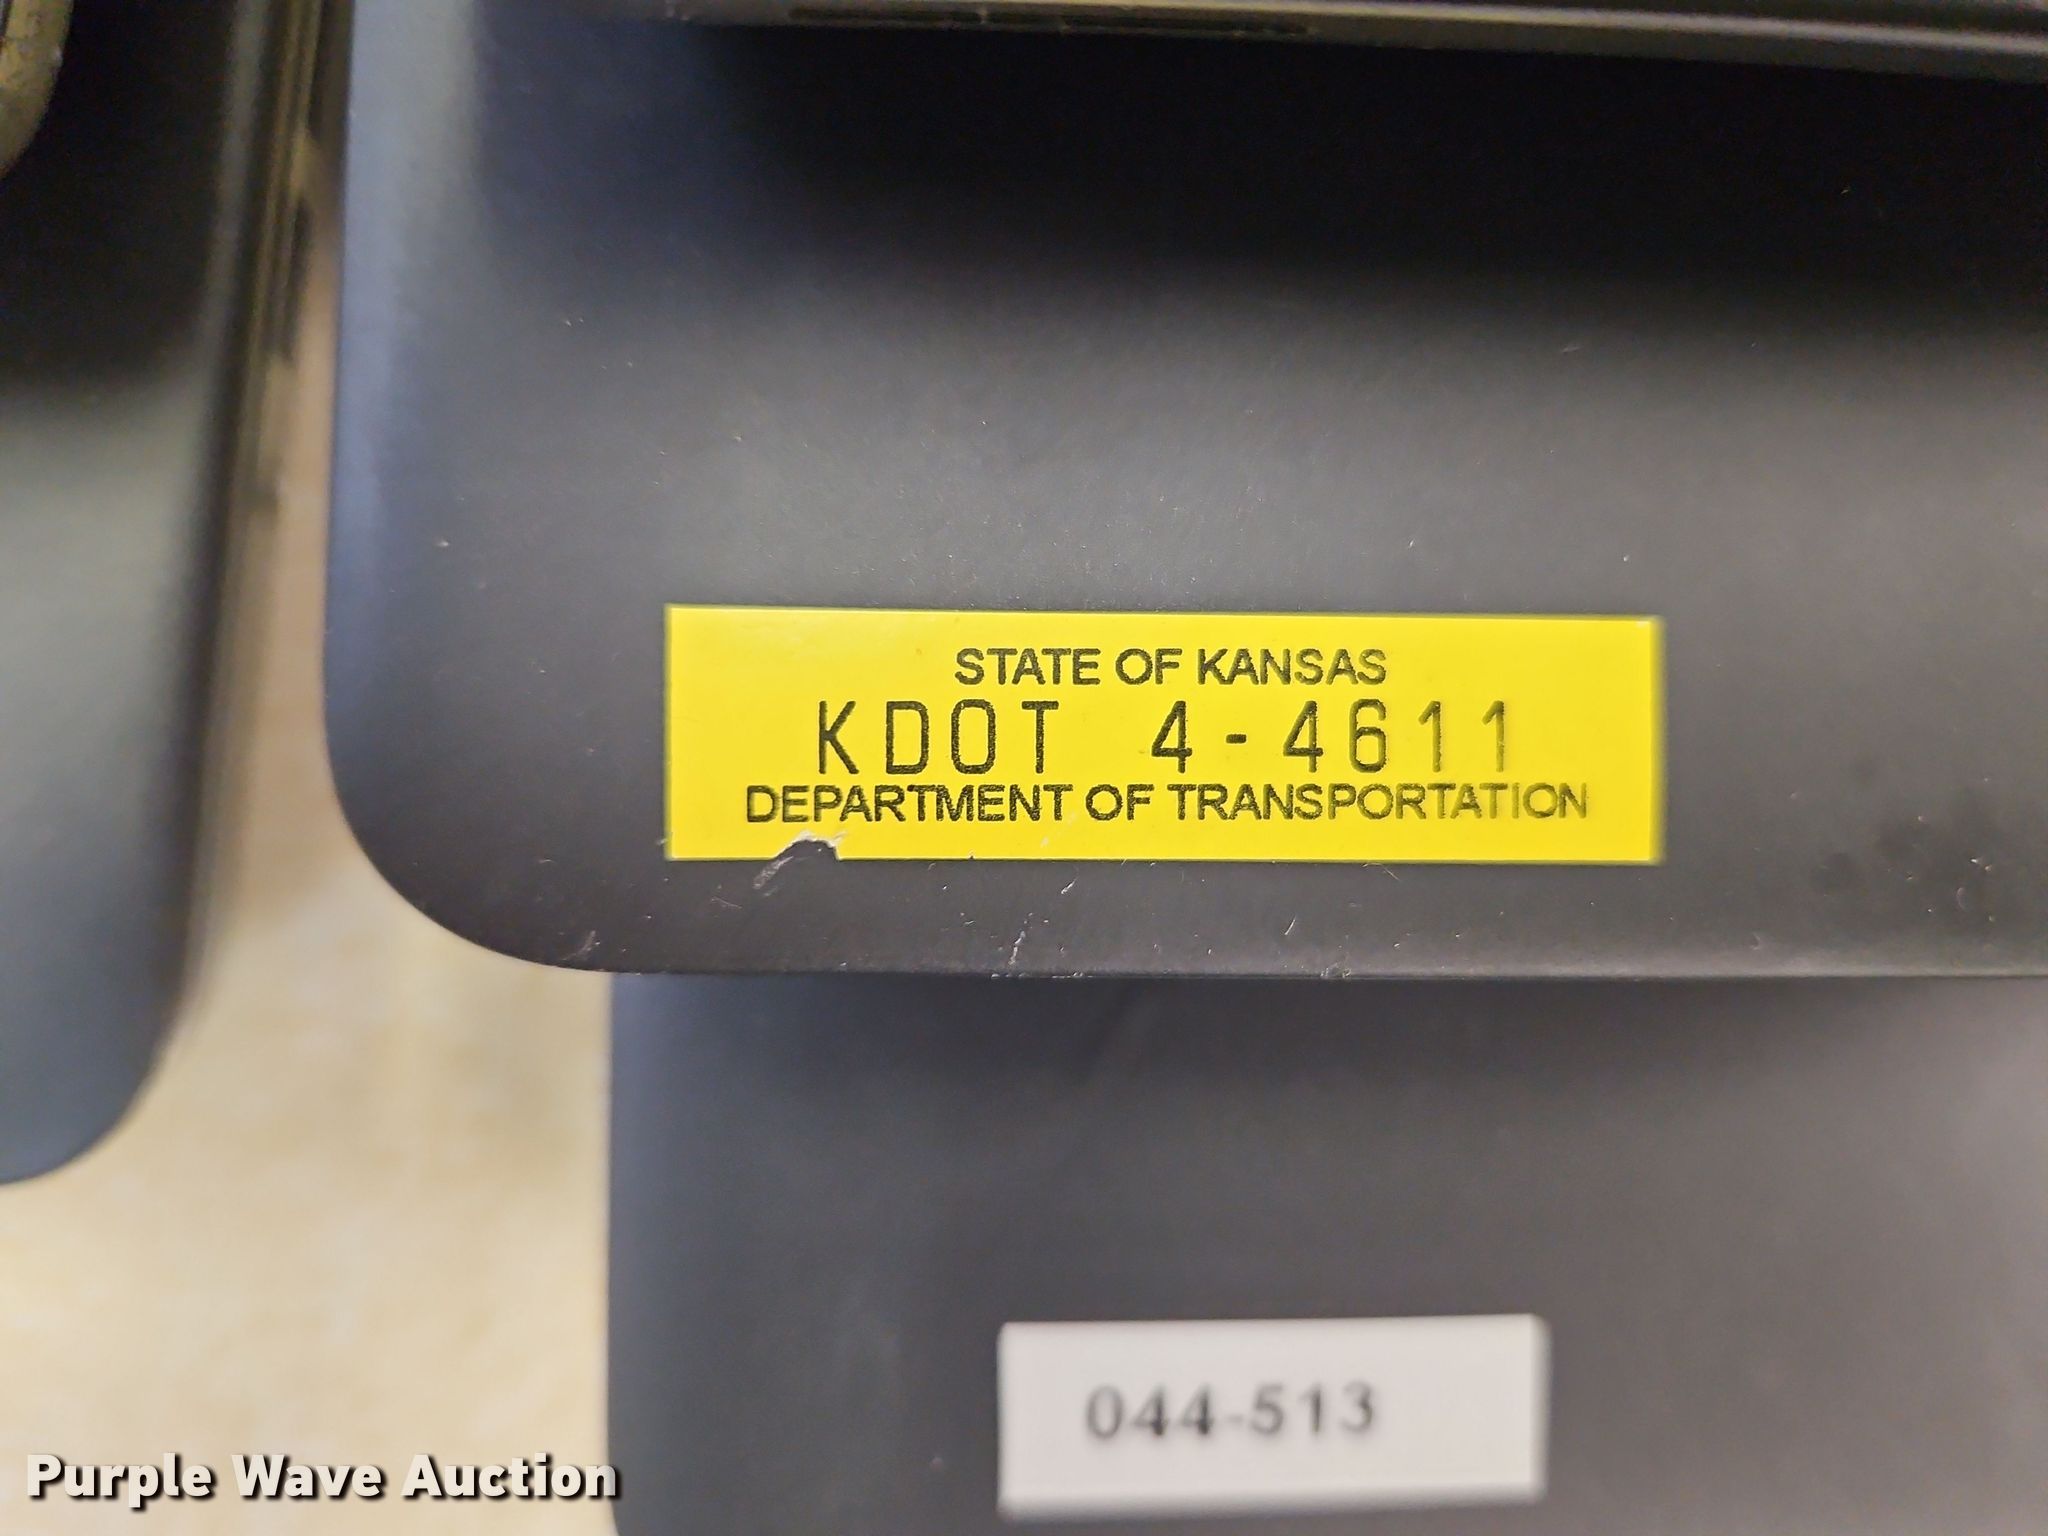 STATE OF KANSAS
KDOT 4-4611
DEPARTMENT OF TRANSPORTATION
044-513
Purple Wave Auction